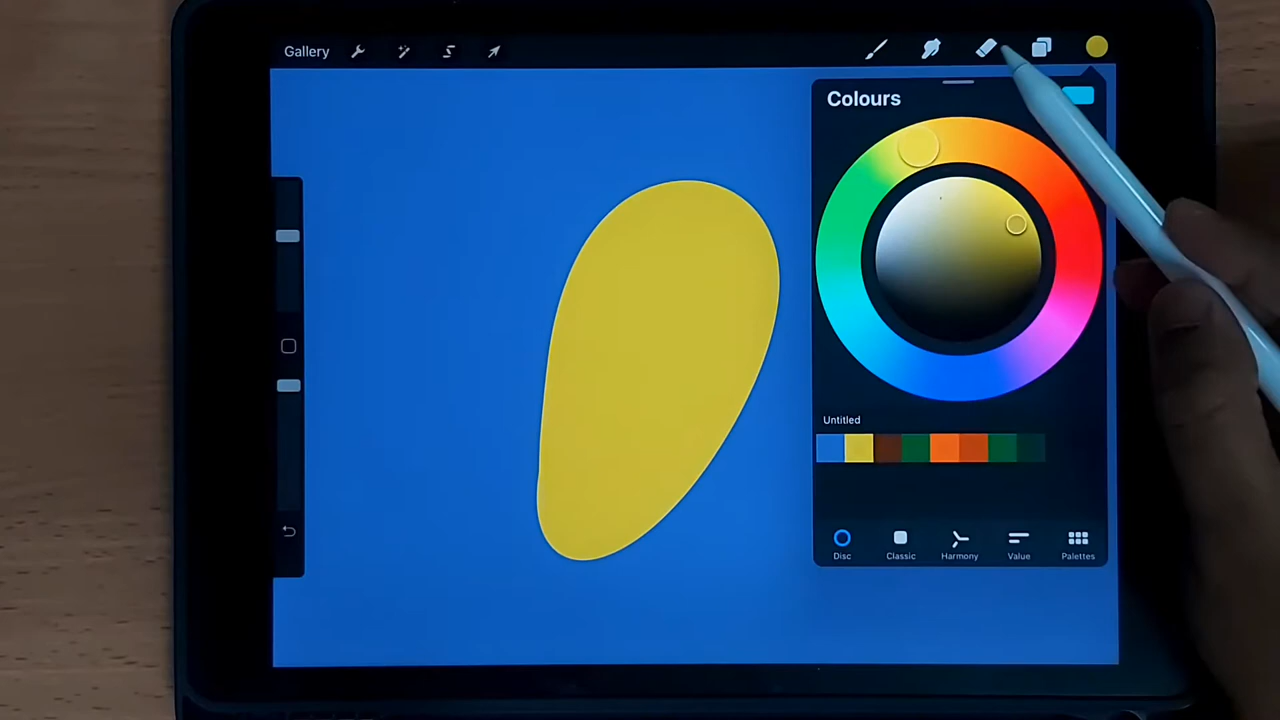 Gallery
Colours
Untitled
Disc
Classic
Harmony
Value
Palettes